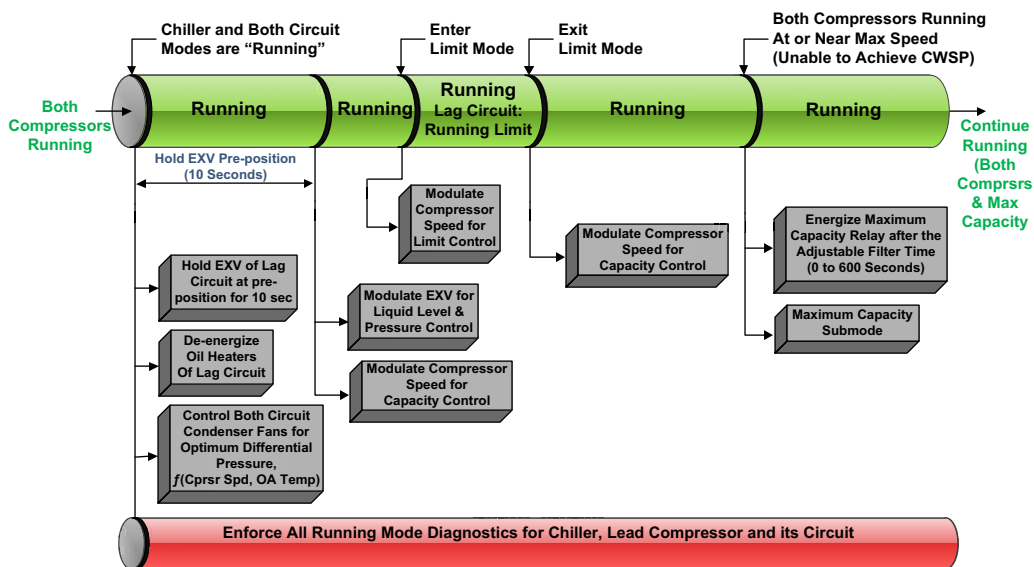 Chiller and Both Circuit
Modes are “Running”
Enter
Limit Mode
Exit
Limit Mode
Both Compressors Running
At or Near Max Speed
(Unable to Achieve CWSP)
Both
Compressors
Running
Running
Running
Running
Lag Circuit:
Running Limit
Running
Running
Continue
Running
(Both
Comprsrs
& Max
Capacity
Hold EXV Pre-position
(10 Seconds)
Hold EXV of Lag
Circuit at pre-
position for 10 sec
De-energize
Oil Heaters
Of Lag Circuit
Control Both Circuit
Condenser Fans for
Optimum Differential
Pressure,
ƒ(Cprsr Spd, OA Temp)
Modulate
Compressor
Speed for
Limit Control
Modulate EXV for
Liquid Level &
Pressure Control
Modulate Compressor
Speed for
Capacity Control
Modulate Compressor
Speed for
Capacity Control
Energize Maximum
Capacity Relay after the
Adjustable Filter Time
(0 to 600 Seconds)
Maximum Capacity
Submode
Enforce All Running Mode Diagnostics for Chiller, Lead Compressor and its Circuit